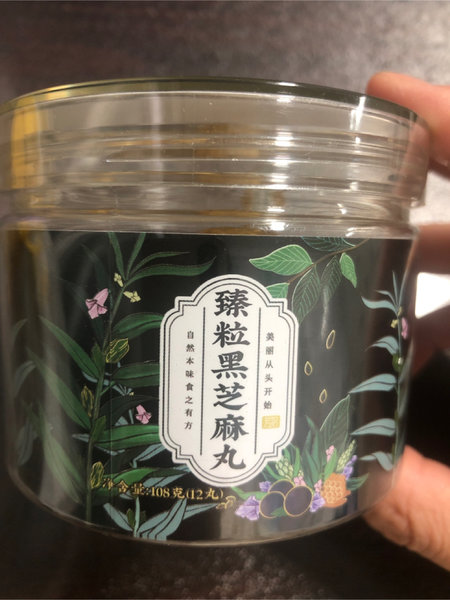 美丽从头开始
臻粒黑芝麻丸
自然本味食之有方
净含量:108克(12丸)